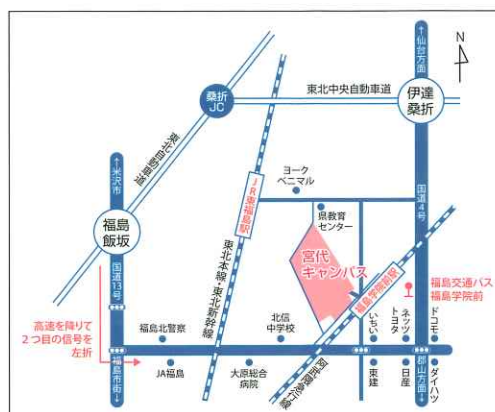 ↑仙台方面
N
桑折
JC
東北中央自動車道
伊達
桑折
東北自動車道
ヨーク
ベニマル
↑米沢市
JR東福島駅
国道4号
県教育
センター
福島
飯坂
宮代
キャンパス
福島学院前駅
福島交通バス
福島学院前
東北本線・東北新幹線
国道13号
高速を降りて
2つ目の信号を
左折
福島北警察
北信
中学校
いちい
ネッツ
トヨタ
ドコモ
福島市街→
JA福島
大原総合
病院
阿武隈急行線
東建
日産
郡山方面→
ダイハツ